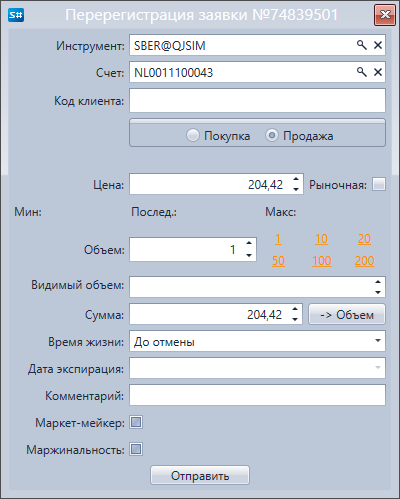 S# Перерегистрация заявки №74839501
Инструмент: SBER@QJSIM
Счет: NL0011100043
Код клиента:
Покупка Продажа
Цена: 204,42 Рыночная:
Мин: Послед.: Макс:
Объем: 1
1 10 20
50 100 200
Видимый объем:
Сумма: 204,42 -> Объем
Время жизни: До отмены
Дата экспирация:
Комментарий:
Маркет-мейкер:
Маржинальность:
Отправить